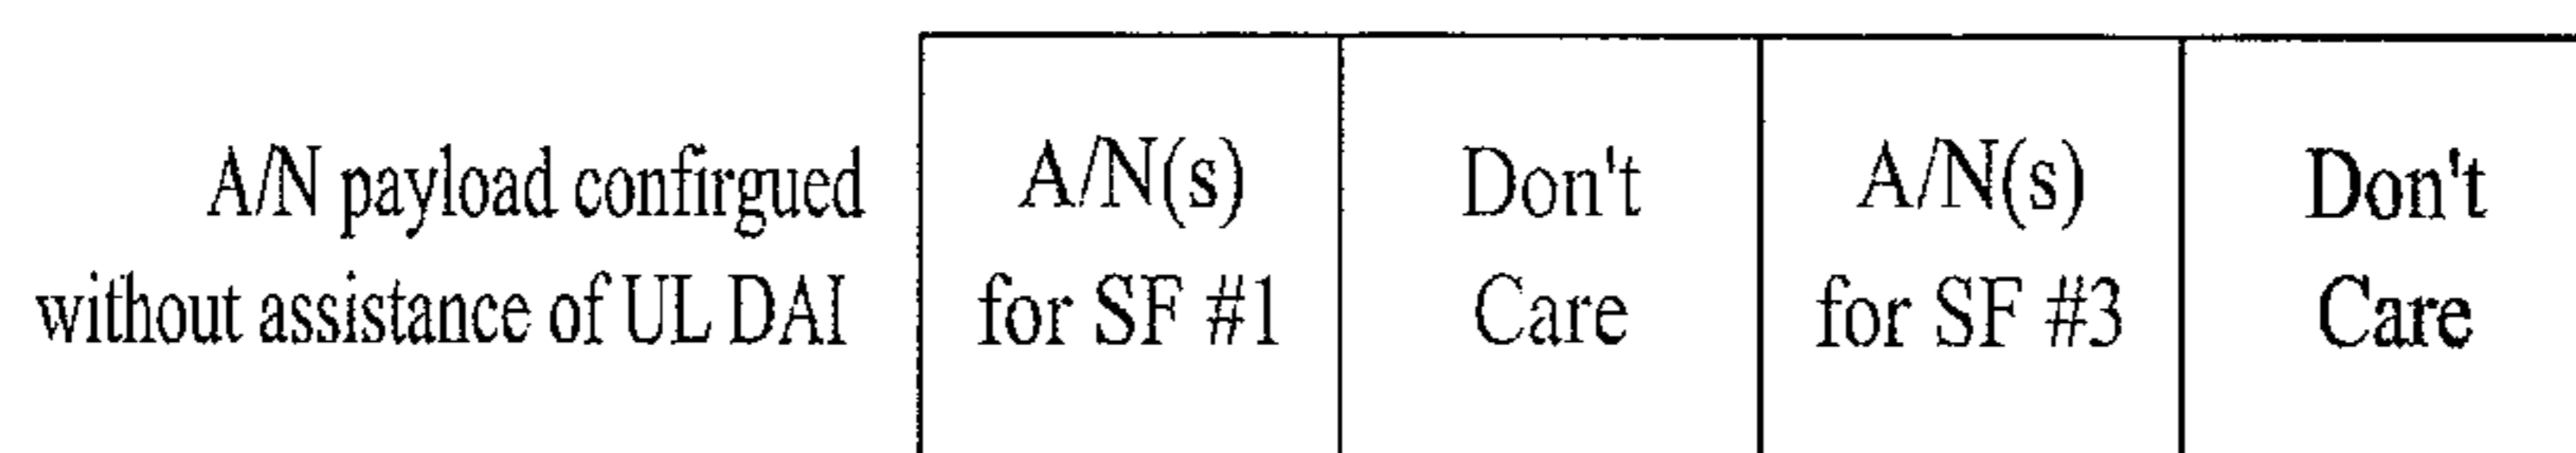 A/N payload confirgued
without assistance of UL DAI
A/N(s)
for SF #1
Don't
Care
A/N(s)
for SF #3
Don't
Care